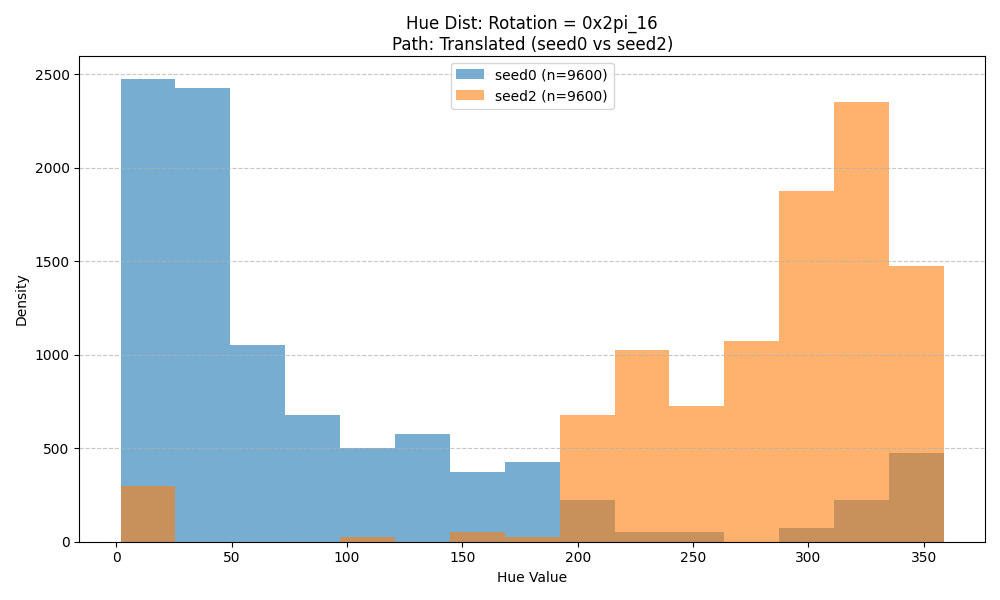 Hue Dist: Rotation = 0x2pi_16
Path: Translated (seed0 vs seed2)
seed0 (n=9600)
seed2 (n=9600)
Density
2500
2000
1500
1000
500
0
0 50 100 150 200 250 300 350
Hue Value